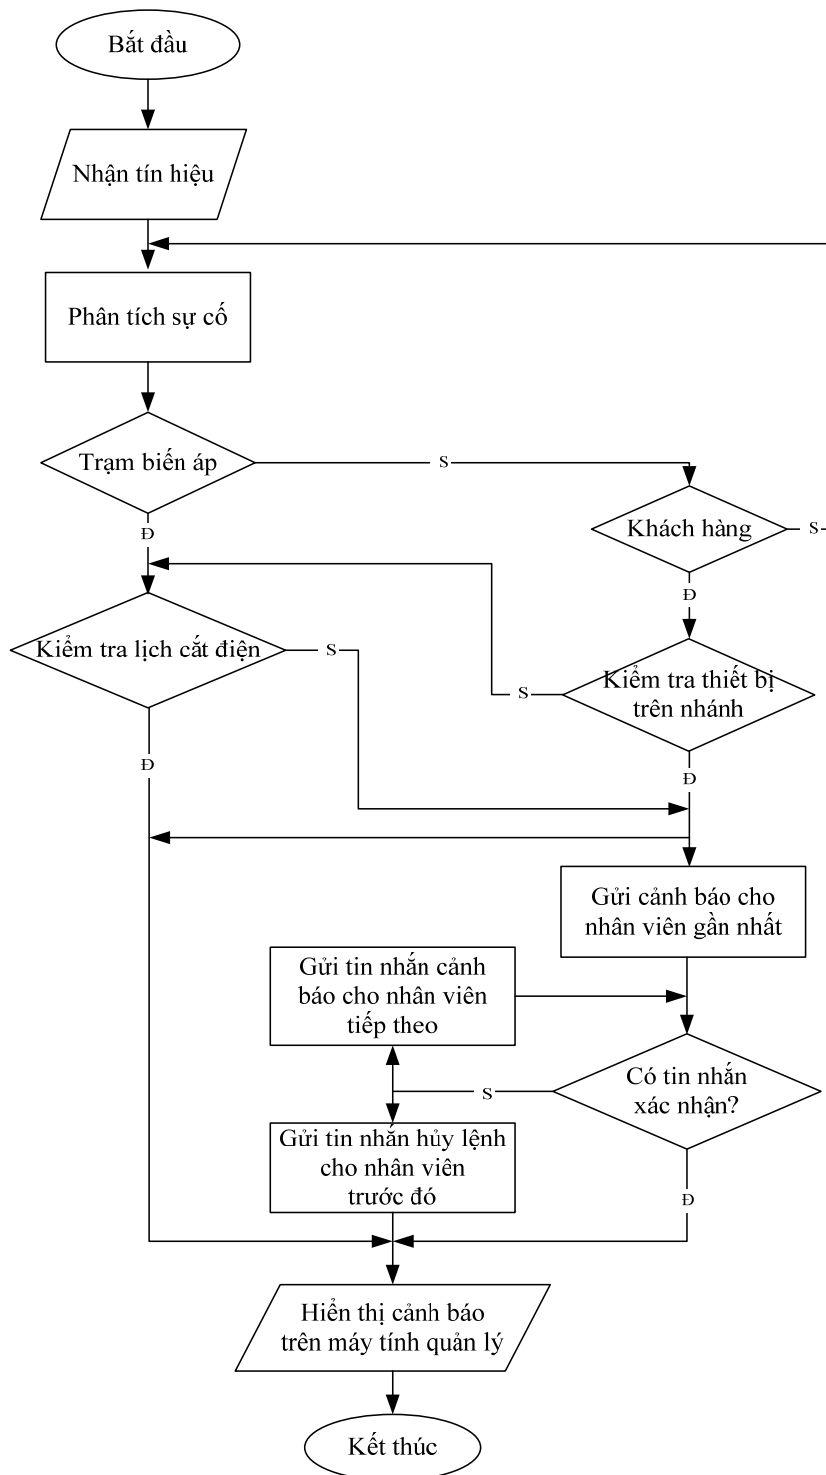 Bắt đầu
Nhận tín hiệu
Phân tích sự cố
Trạm biến áp
S
Khách hàng
S
Đ
Đ
Kiểm tra lịch cắt điện
S
Kiểm tra thiết bị
trên nhánh
S
Đ
Đ
Gửi cảnh báo cho
nhân viên gần nhất
Gửi tin nhắn cảnh
báo cho nhân viên
tiếp theo
Có tin nhắn
xác nhận?
S
Gửi tin nhắn hủy lệnh
cho nhân viên
trước đó
Đ
Hiển thị cảnh báo
trên máy tính quản lý
Kết thúc